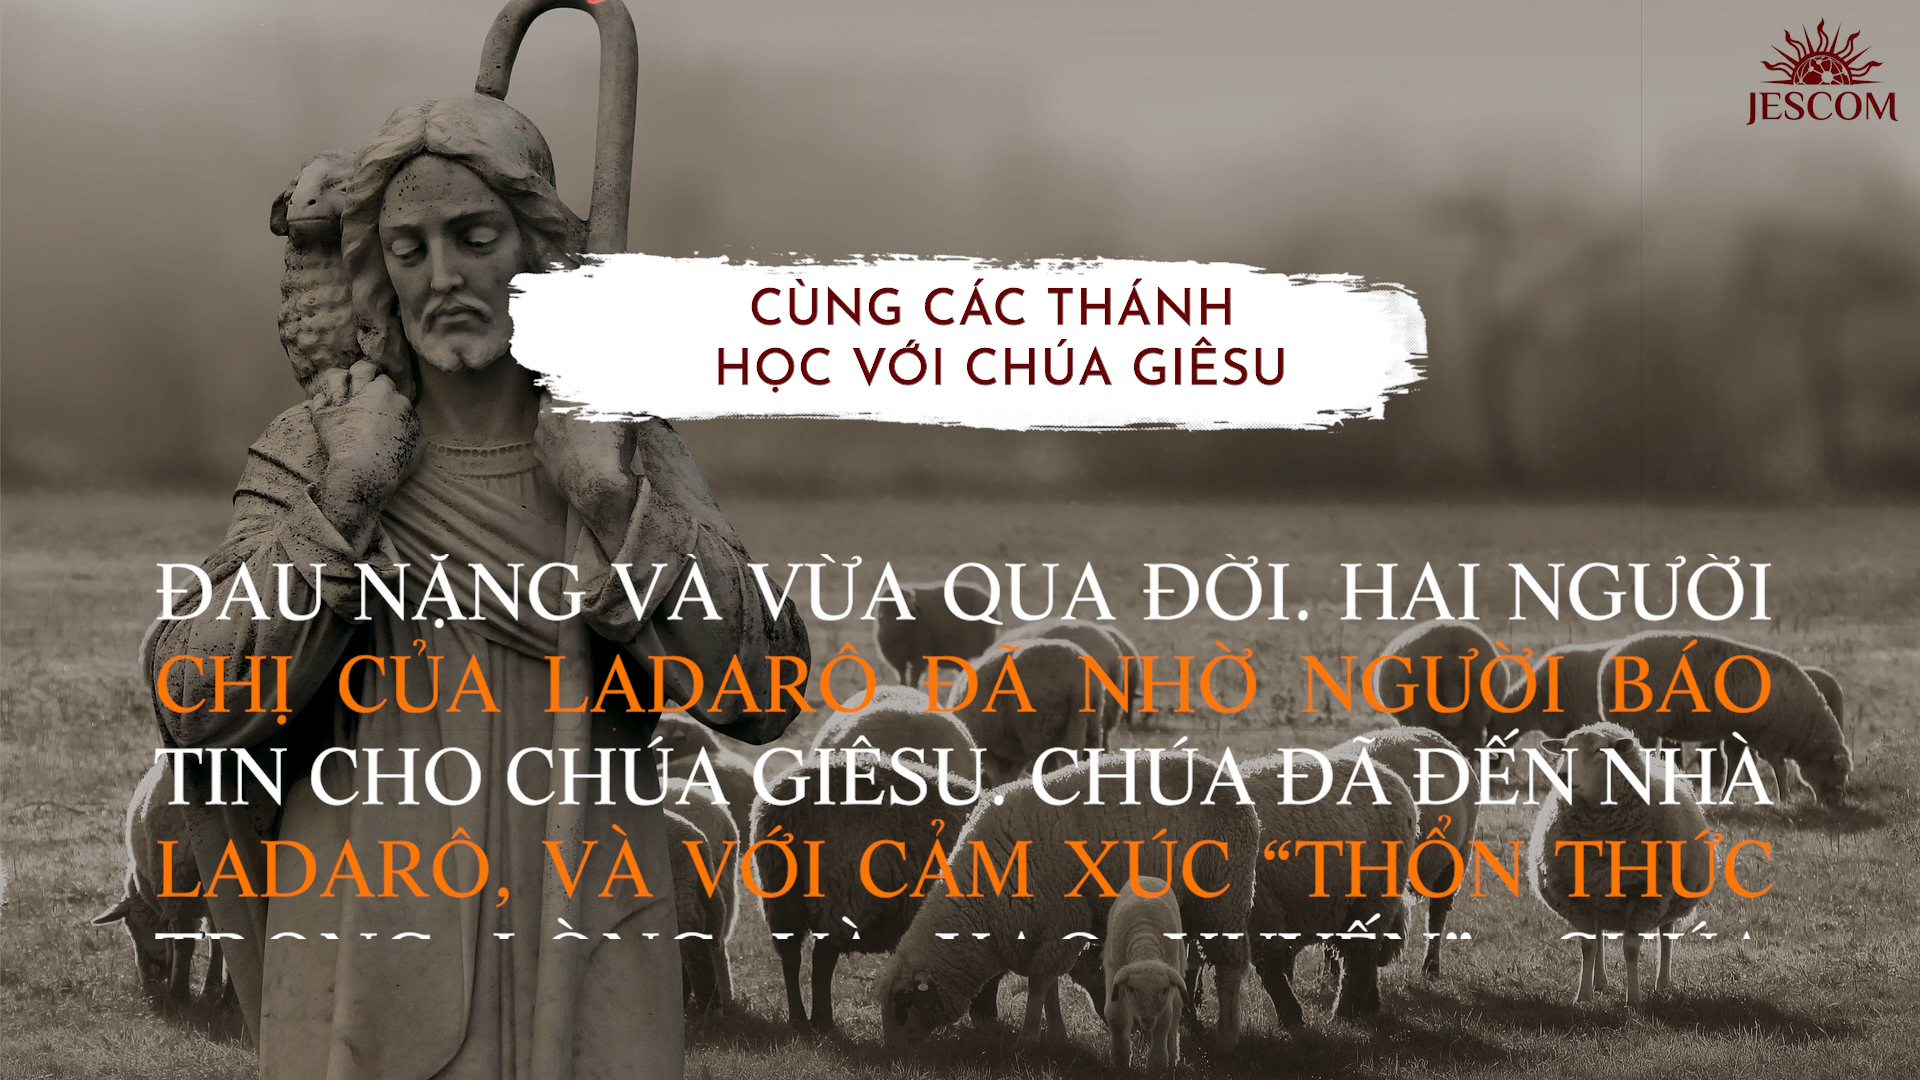 JESCOM
CÙNG CÁC THÁNH
HỌC VỚI CHÚA GIÊSU
ĐAU NẶNG VÀ VỪA QUA ĐỜI. HAI NGƯỜI
CHỊ CỦA LADARÔ ĐÃ NHỜ NGƯỜI BÁO
TIN CHO CHÚA GIÊSU. CHÚA ĐÃ ĐẾN NHÀ
LADARÔ, VÀ VỚI CẢM XÚC “THỔN THỨC